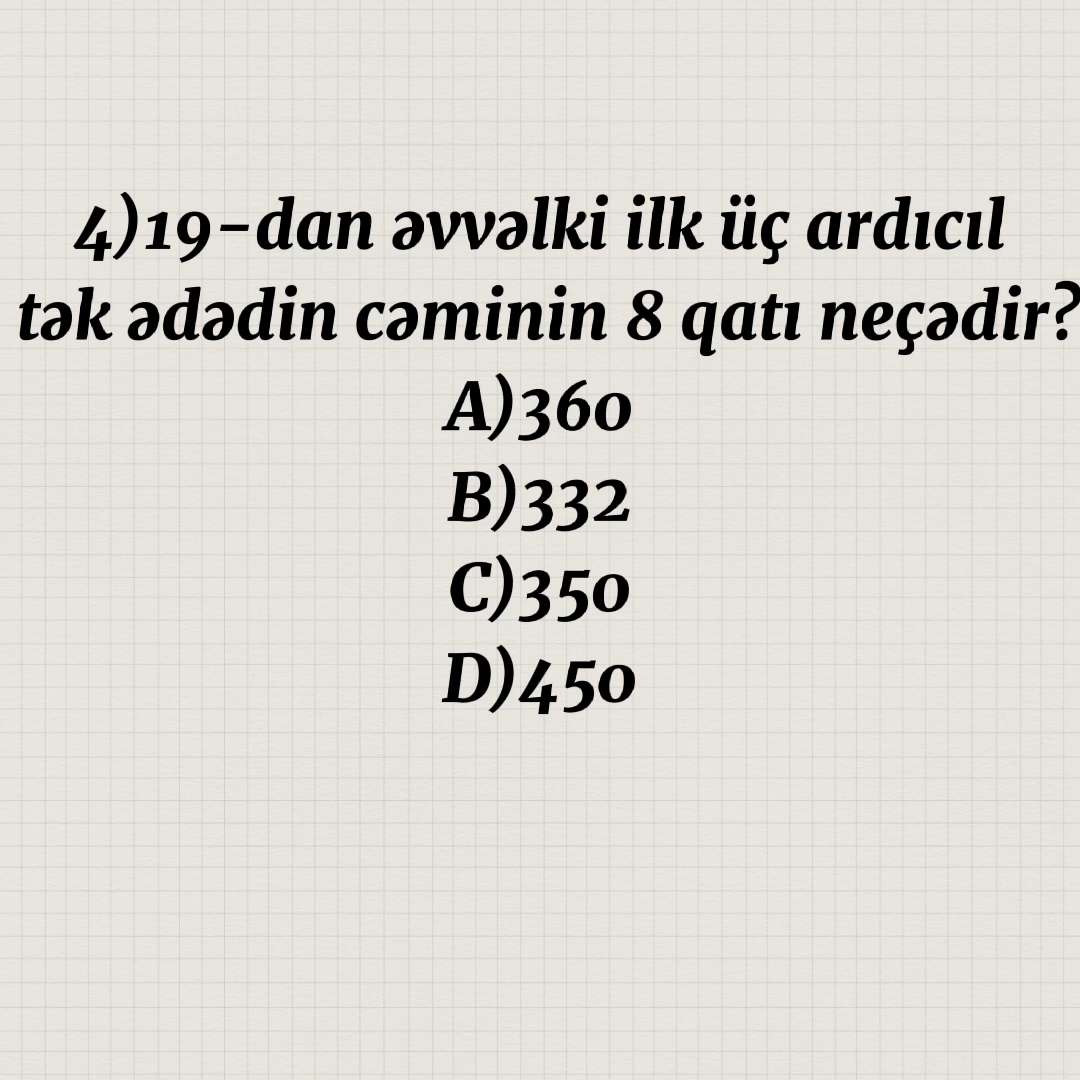 4)19-dan əvvəlki ilk üç ardıcıl
tək ədədin cəminin 8 qatı neçədir?
A)360
B)332
C)350
D)450